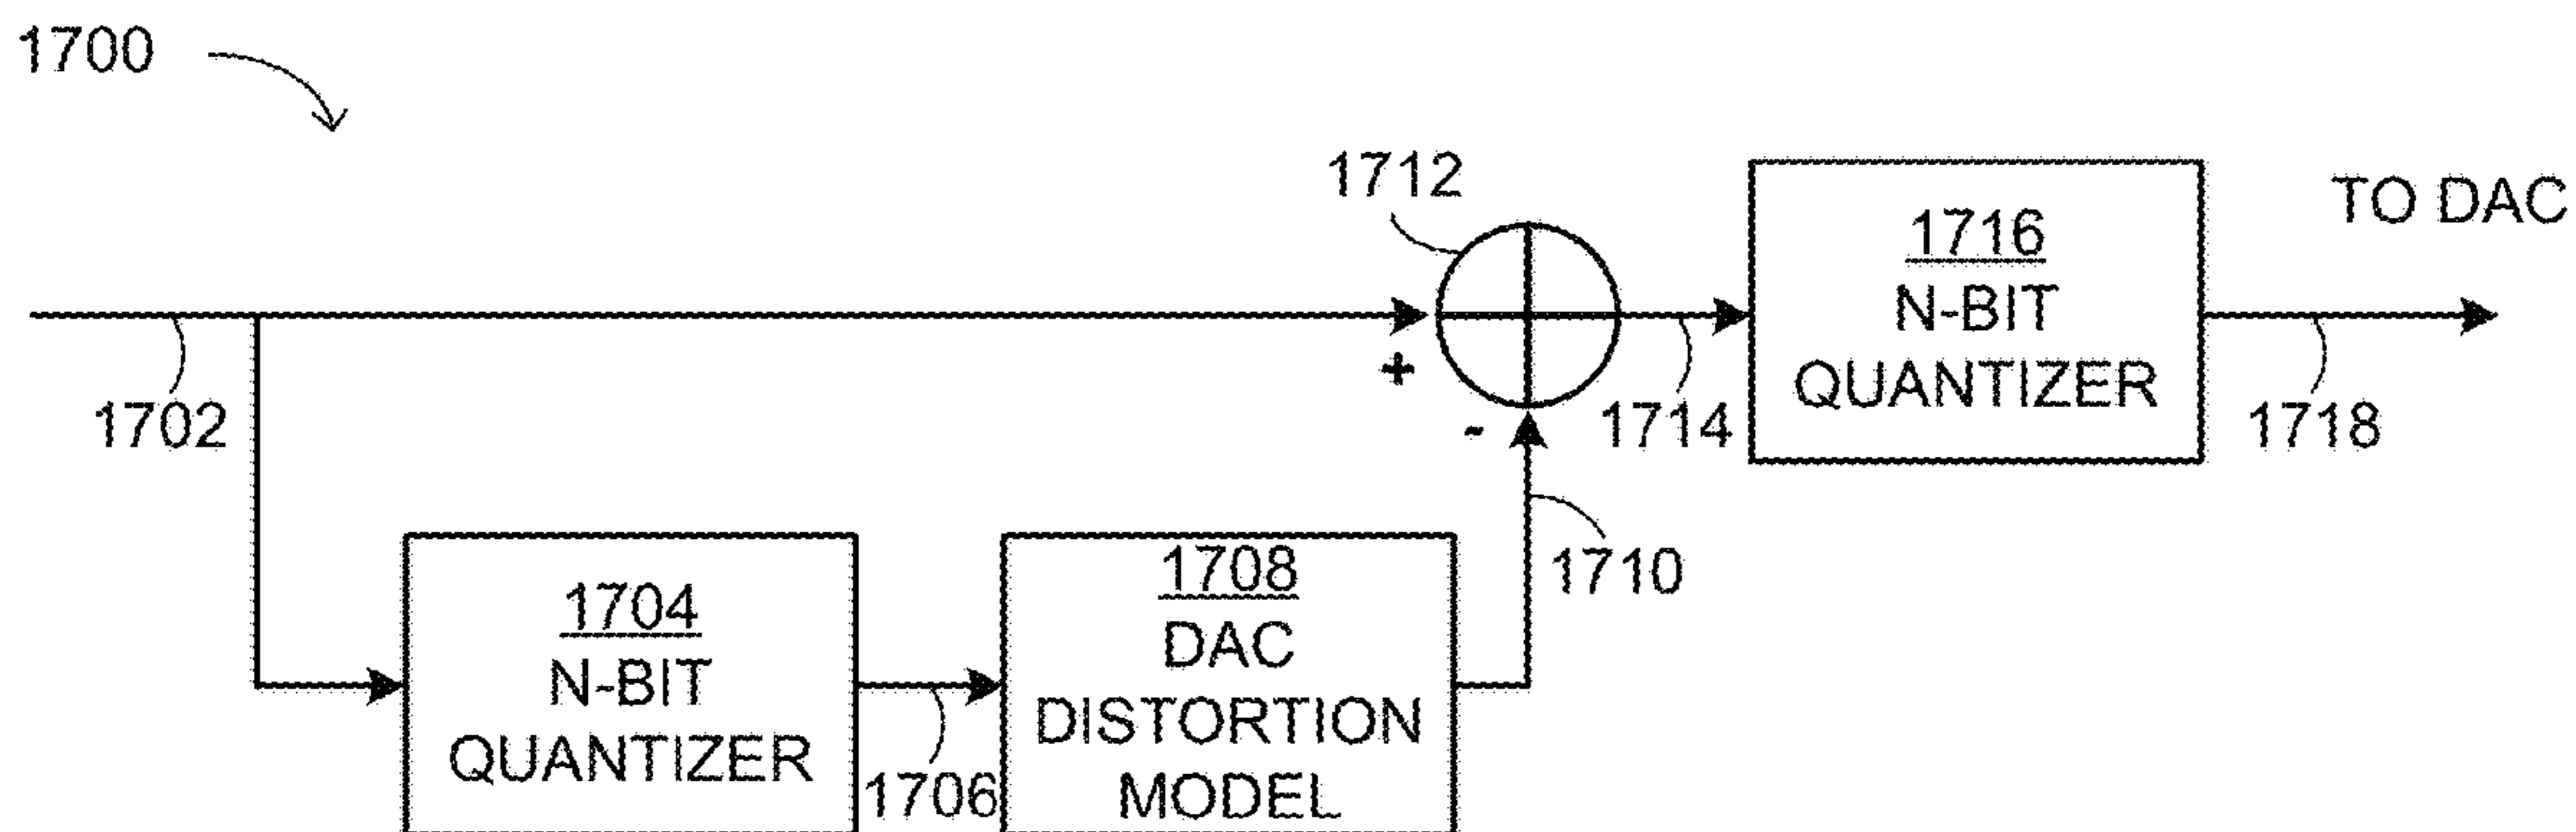 1700
1712
1716
N-BIT
QUANTIZER
TO DAC
+
-
1702
1714
1718
1704
N-BIT
QUANTIZER
1706
1708
DAC
DISTORTION
MODEL
1710